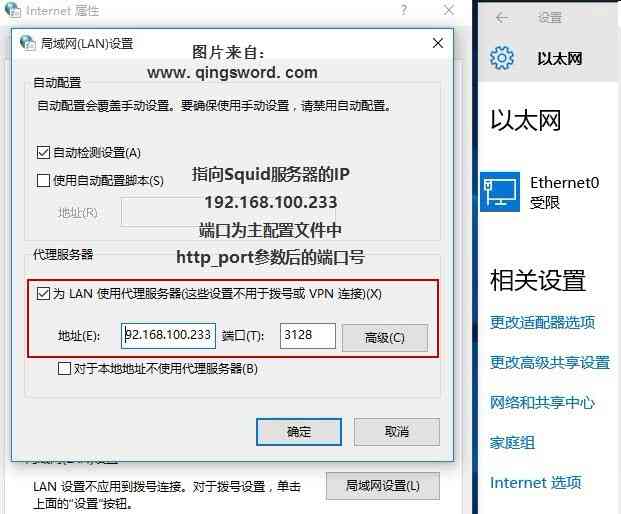 Internet 属性
局域网(LAN)设置
图片来自:
www.qingsword.com
自动配置
自动配置会覆盖手动设置。要确保使用手动设置，请禁用自动配置。
自动检测设置(A)
使用自动配置脚本(S)
地址(R)
指向Squid服务器的IP
192.168.100.233
端口为主配置文件中
http_port参数后的端口号
代理服务器
为 LAN 使用代理服务器(这些设置不用于拨号或 VPN 连接)(X)
地址(E): 92.168.100.233 端口(T): 3128 高级(C)
对于本地地址不使用代理服务器(B)
确定 取消
局域网(LAN)设置
LAN 设置不应用到拨号连接。对于拨号设置，单击
上面的"设置"按钮。
局域网设置(L)
设置
以太网
以太网
Ethernet0
受限
相关设置
更改适配器选项
更改高级共享设置
网络和共享中心
家庭组
Internet 选项